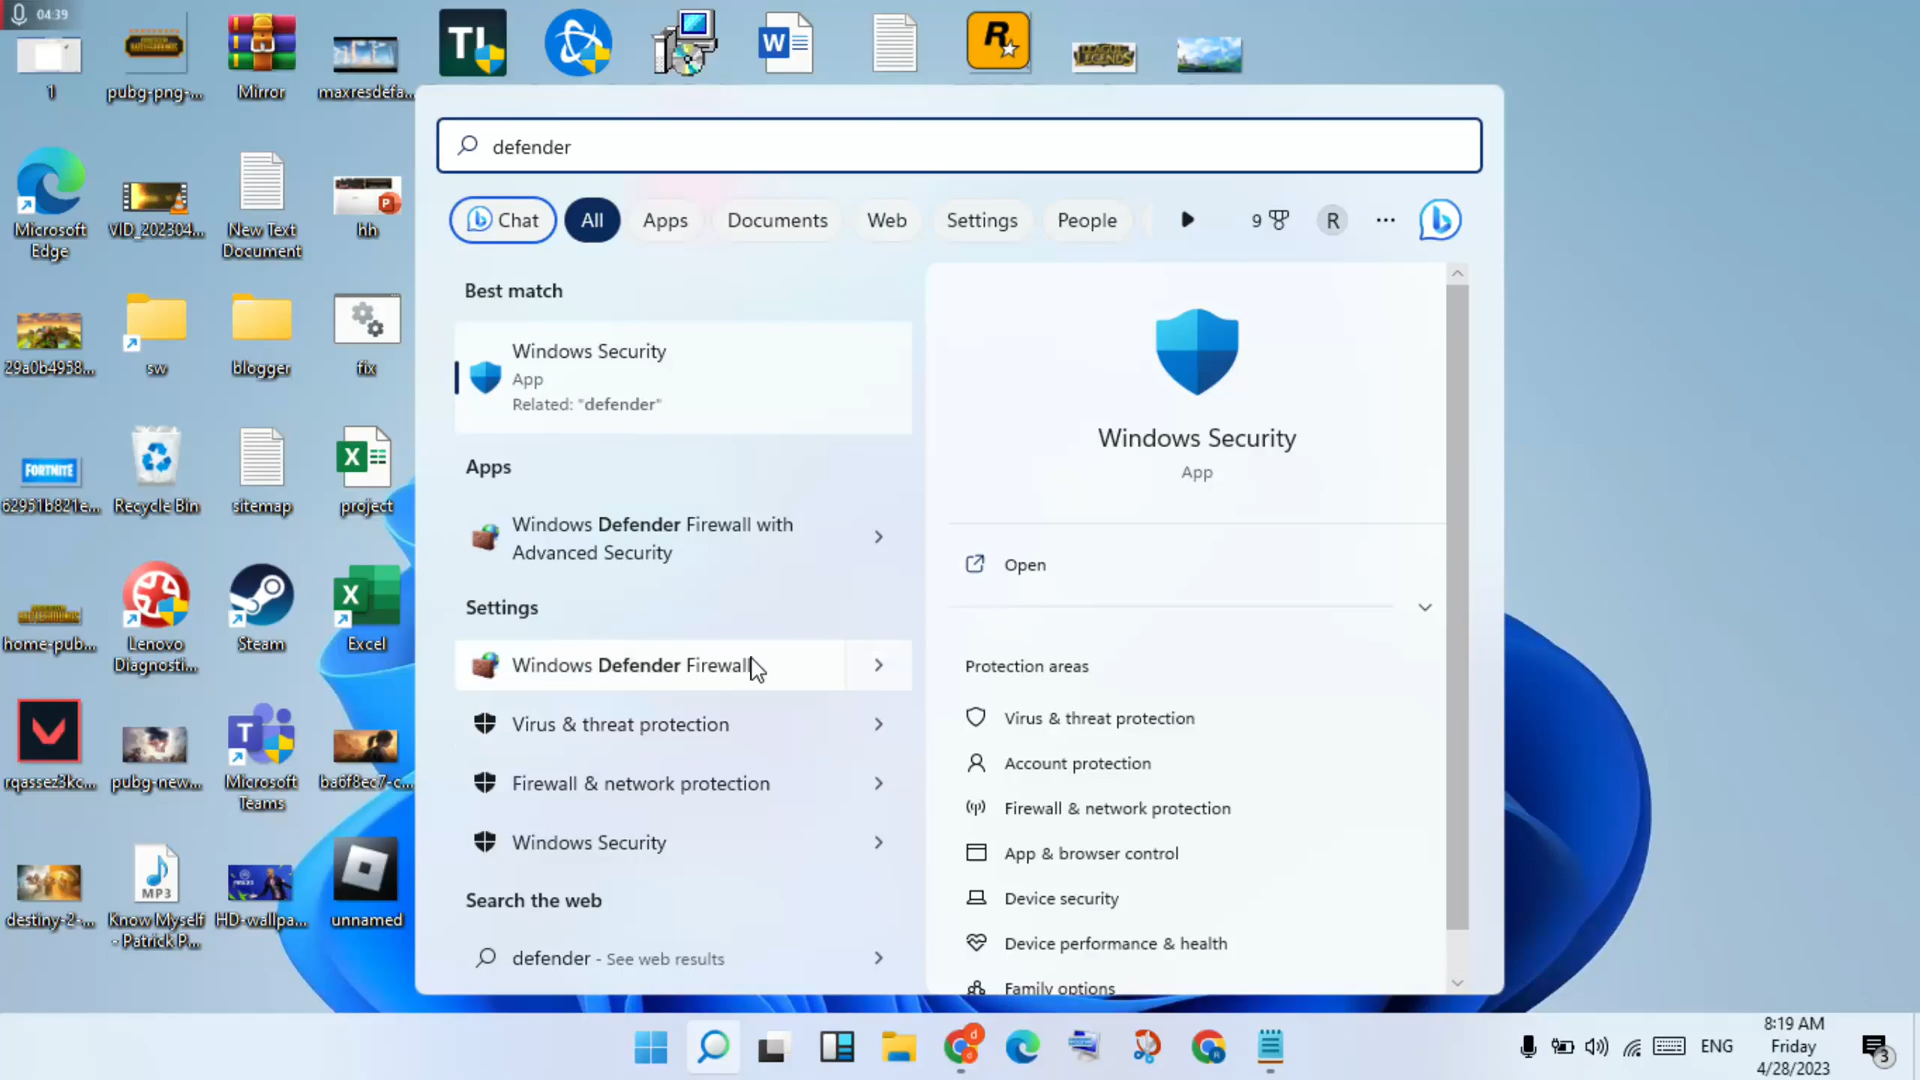 04:39
1
pubg-png-...
Mirror
maxresdefa...
defender
Chat
All
Apps
Documents
Web
Settings
People
9
R
...
Microsoft
Edge
VID_202304...
New Text
Document
hh
Best match
Windows Security
App
Related: "defender"
Windows Security
App
29a0b4958...
sw
blogger
fix
Apps
Windows Defender Firewall with
Advanced Security
Open
FORTNITE
62951b821e...
Recycle Bin
sitemap
project
Settings
Windows Defender Firewall
Virus & threat protection
Firewall & network protection
Windows Security
Protection areas
Virus & threat protection
Account protection
Firewall & network protection
App & browser control
Device security
Device performance & health
Family options
home-pub...
Lenovo
Diagnosti...
Steam
Excel
rqassez3kc...
pubg-new...
Microsoft
Teams
ba6f8ec7-c...
Search the web
defender - See web results
MP3
destiny-2-...
Know Myself
- Patrick P...
HD-wallpa...
unnamed
ENG
8:19 AM
Friday
4/28/2023
3